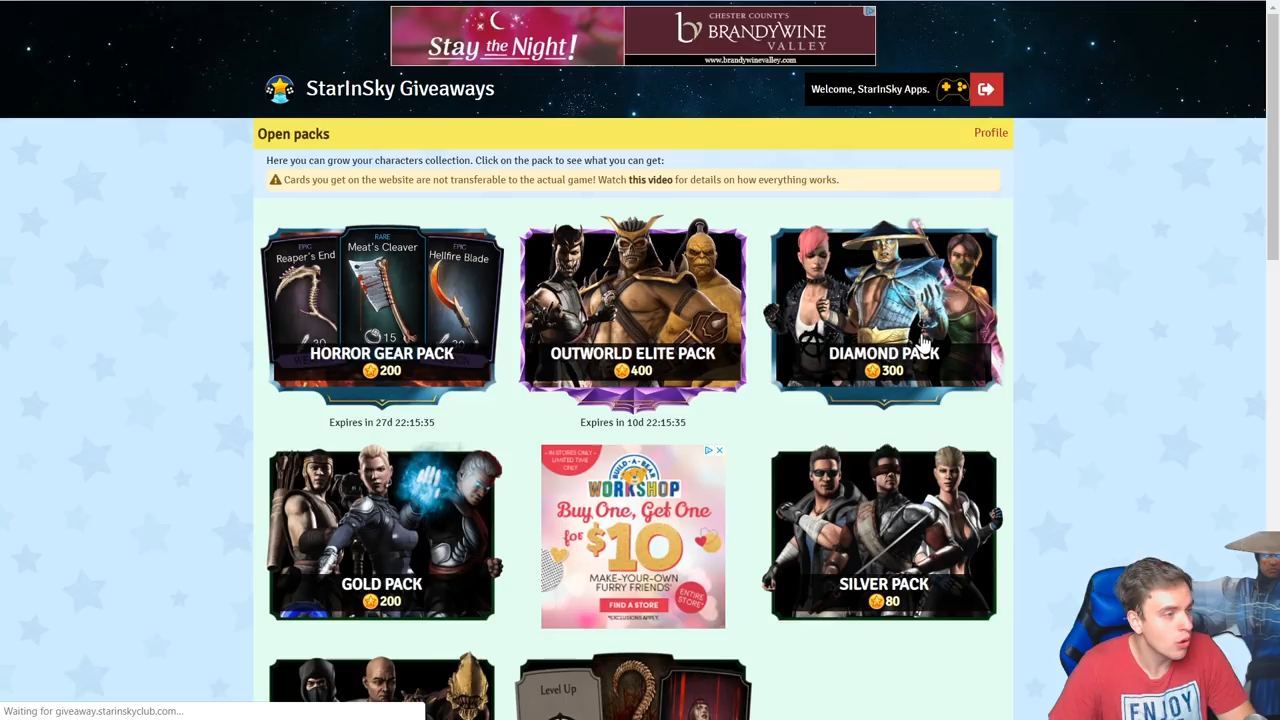 Stay the Night!
CHESTER COUNTY'S
BRANDYWINE
VALLEY
www.brandywinevalley.com
StarInSky Giveaways
Welcome, StarInSky Apps.
Open packs
Profile
Here you can grow your characters collection. Click on the pack to see what you can get:
Cards you get on the website are not transferable to the actual game! Watch this video for details on how everything works.
EPIC
Reaper's End
RARE
Meat's Cleaver
EPIC
Hellfire Blade
15
HORROR GEAR PACK
200
OUTWORLD ELITE PACK
400
DIAMOND PACK
300
Expires in 27d 22:15:35
Expires in 10d 22:15:35
GOLD PACK
200
- IN STORES ONLY -
LIMITED TIME
ONLY
BUILD-A-BEAR
WORKSHOP
Buy One, Get One
for $10
MAKE-YOUR-OWN
FURRY FRIENDS
ENTIRE
STORE
FIND A STORE
*EXCLUSIONS APPLY.
SILVER PACK
80
Level Up
Waiting for giveaway.starinskyclub.com...
ENJOY